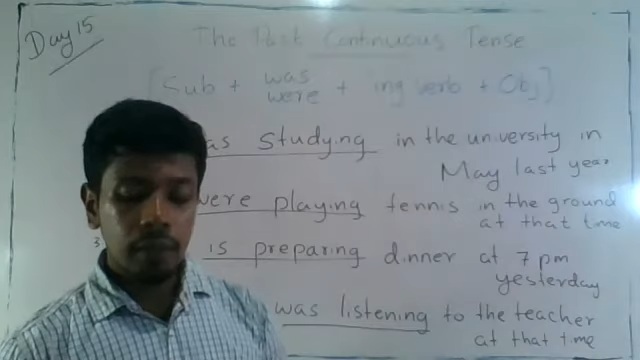 Day 15
The Past Continuous Tense
[Sub + was were + ing verb + Obj]
as studying in the university in
May last year
were playing tennis in the ground
at that time
3
is preparing dinner at 7 pm
yesterday
was listening to the teacher
at that time